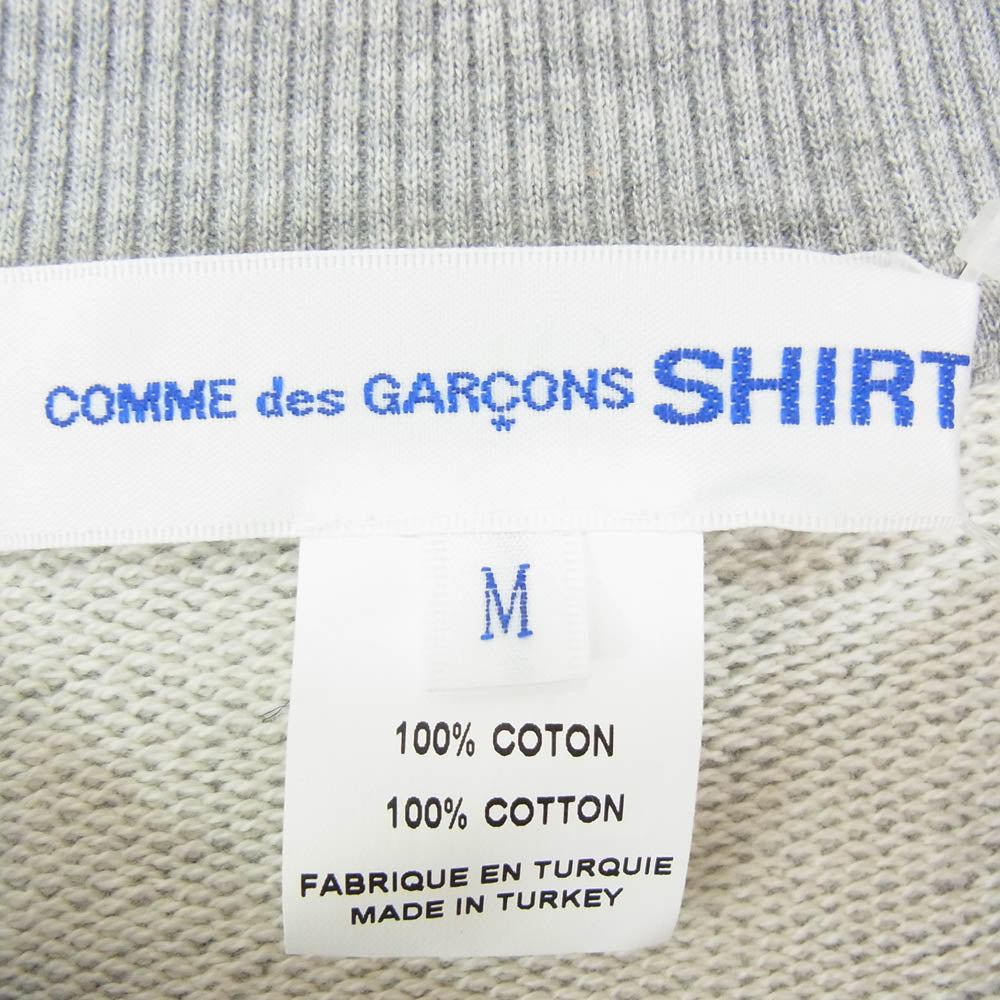 COMME des GARÇONS SHIRT
M
100% COTON
100% COTTON
FABRIQUE EN TURQUIE
MADE IN TURKEY